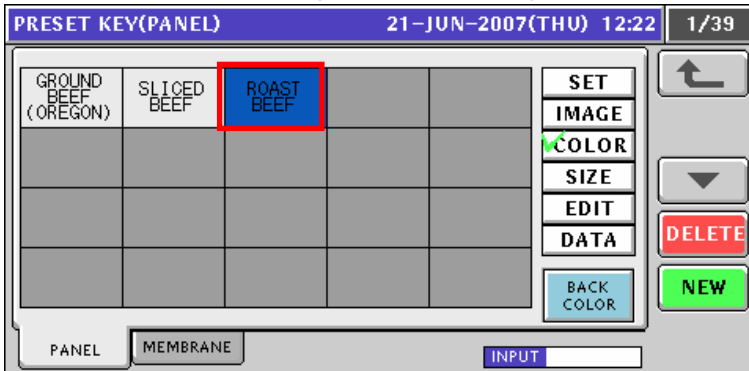 PRESET KEY(PANEL) 21-JUN-2007(THU) 12:22 1/39
GROUND
BEEF
(OREGON)
SLICED
BEEF
ROAST
BEEF
SET
IMAGE
COLOR
SIZE
EDIT
DATA
BACK
COLOR
DELETE
NEW
PANEL
MEMBRANE
INPUT